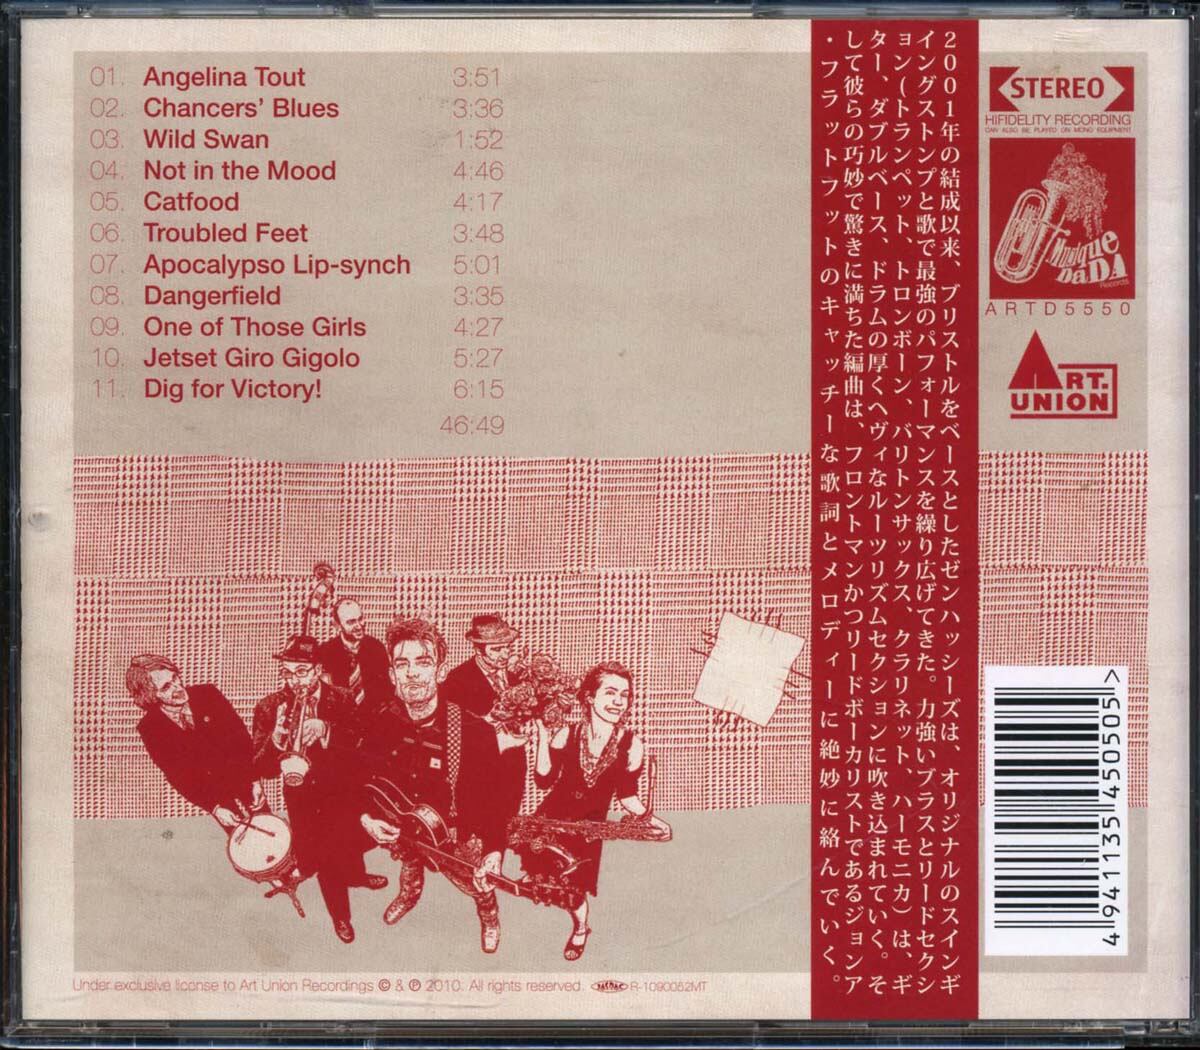 01. Angelina Tout 3:51
02. Chancers' Blues 3:36
03. Wild Swan 1:52
04. Not in the Mood 4:46
05. Catfood 4:17
06. Troubled Feet 3:48
07. Apocalypso Lip-synch 5:01
08. Dangerfield 3:35
09. One of Those Girls 4:27
10. Jetset Giro Gigolo 5:27
11. Dig for Victory! 6:15
46:49
2001年の結成以来、ブリストルをベースとしたゼンハッシーズは、オリジナルのスインギ
イングストンプと歌で最強のパフォーマンスを繰り広げてきた。力強いブラスとリードセクシ
ョン(トランペット、トロンボーン、バリトンサックス、クラリネット、ハーモニカ)は、ギ
ター、ダブルベース、ドラムの厚くヘヴィなルーツリズムセクションに吹き込まれていく。そ
して彼らの巧妙で驚きに満ちた編曲は、フロントマンかつリードボーカリストであるジョンア
・フラットフットのキャッチーな歌詞とメロディーに絶妙に絡んでいく。
STEREO
HIFIDELITY RECORDING
CAN ALSO BE PLAYED ON MONO EQUIPMENT
Musique
DaDA
Records
ARTD5550
ART.
UNION
4 941135 450505 >
Under exclusive license to Art Union Recordings © & ℗ 2010. All rights reserved. R-1090052MT